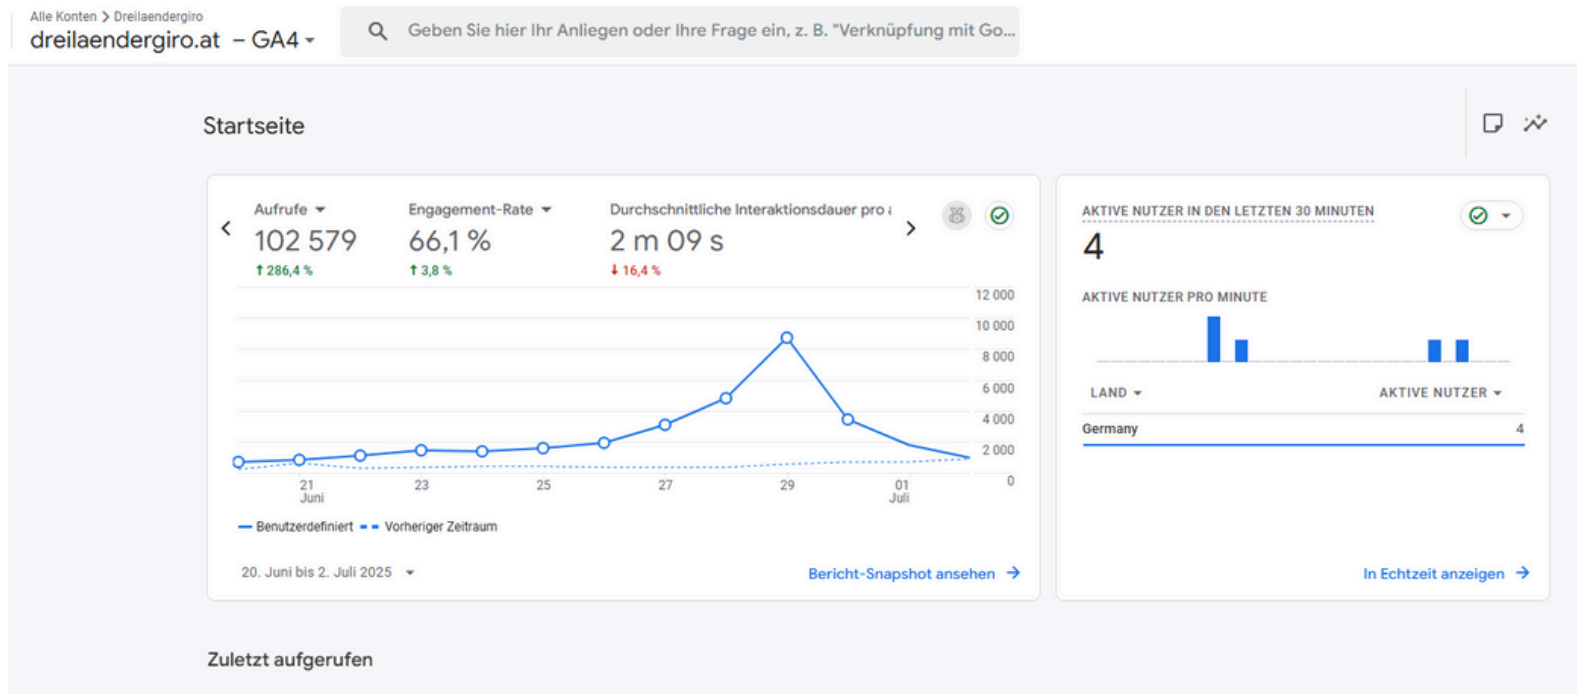 Alle Konten > Dreilaendergiro
dreilaendergiro.at – GA4
Geben Sie hier Ihr Anliegen oder Ihre Frage ein, z. B. "Verknüpfung mit Go...
Startseite
Aufrufe
102 579
↑ 286,4 %
Engagement-Rate
66,1 %
↑ 3,8 %
Durchschnittliche Interaktionsdauer pro
2 m 09 s
↓ 16,4 %
12 000
10 000
8 000
6 000
4 000
2 000
0
21
Juni
23
25
27
29
01
Juli
Benutzerdefiniert
Vorheriger Zeitraum
20. Juni bis 2. Juli 2025
Bericht-Snapshot ansehen →
AKTIVE NUTZER IN DEN LETZTEN 30 MINUTEN
4
AKTIVE NUTZER PRO MINUTE
LAND
AKTIVE NUTZER
Germany
4
In Echtzeit anzeigen →
Zuletzt aufgerufen